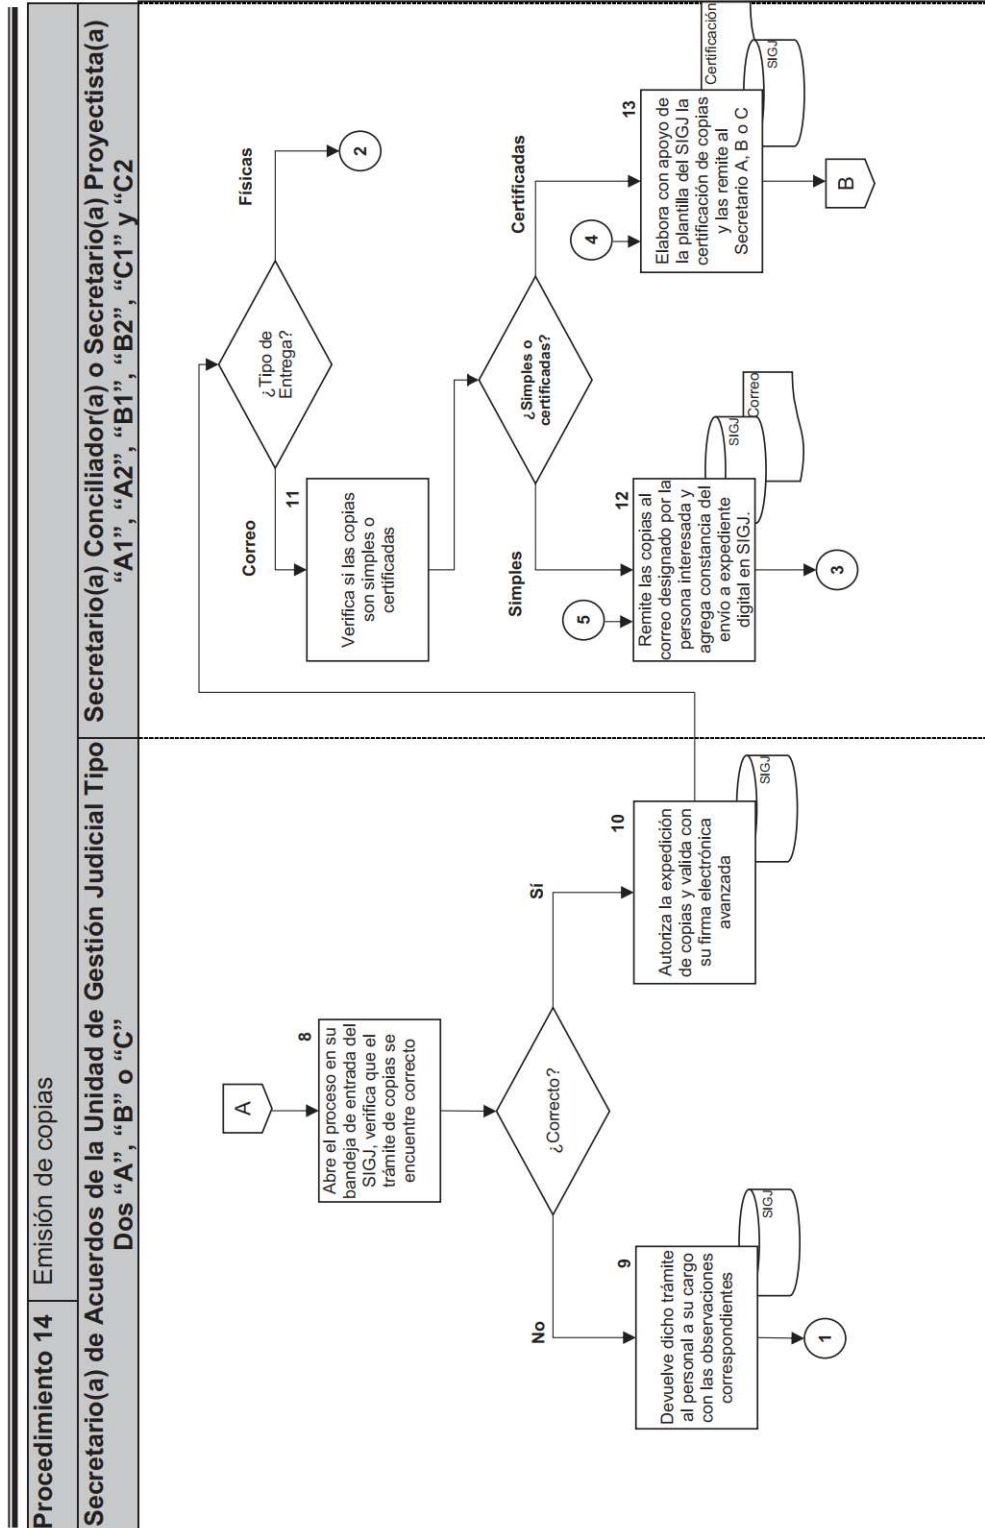 Procedimiento 14 Emisión de copias
Secretario(a) de Acuerdos de la Unidad de Gestión Judicial Tipo
Dos “A”, “B” o “C”
Secretario(a) Conciliador(a) o Secretario(a) Proyectista(a)
“A1”, “A2”, “B1”, “B2”, “C1” y “C2
A
8
Abre el proceso en su
bandeja de entrada del
SIGJ, verifica que el
trámite de copias se
encuentre correcto
¿Correcto?
No
Sí
9
Devuelve dicho trámite
al personal a su cargo
con las observaciones
correspondientes
SIGJ
1
10
Autoriza la expedición
de copias y valida con
su firma electrónica
avanzada
SIGJ
¿Tipo de
Entrega?
Correo
Físicas
2
11
Verifica si las copias
son simples o
certificadas
¿Simples o
certificadas?
Simples
Certificadas
5
12
Remite las copias al
correo designado por la
persona interesada y
agrega constancia del
envío a expediente
digital en SIGJ.
SIGJ
Correo
3
4
13
Elabora con apoyo de
la plantilla del SIGJ la
certificación de copias
y las remite al
Secretario A, B o C
Certificación
SIGJ
B